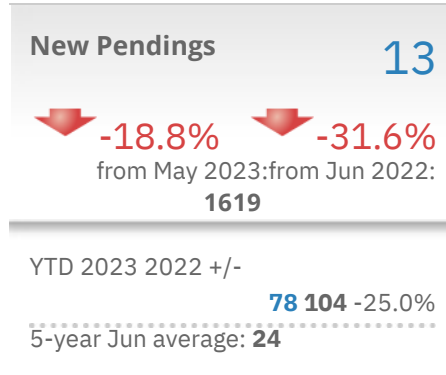 New Pendings 13
-18.8% -31.6%
from May 2023:from Jun 2022:
1619
YTD 2023 2022 +/-
78 104 -25.0%
5-year Jun average: 24